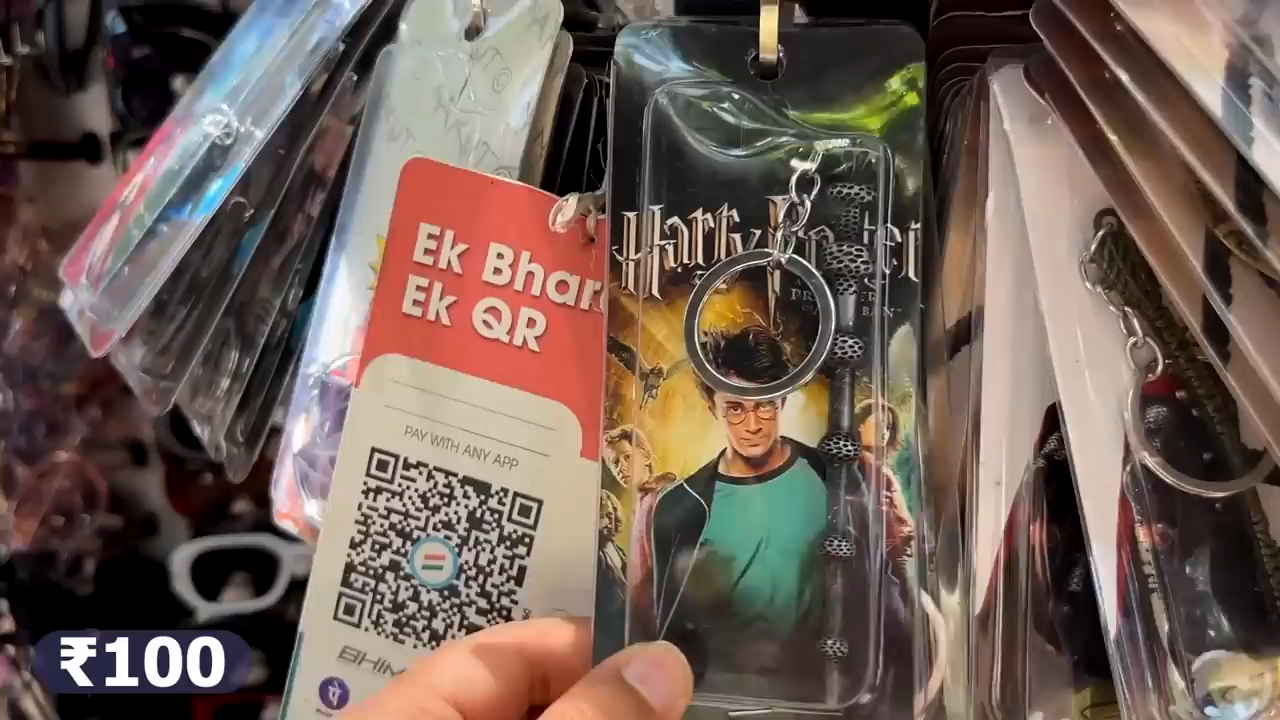 Ek Bhar
Ek QR
PAY WITH ANY APP
BHIM
पे
Harry Potter
₹100